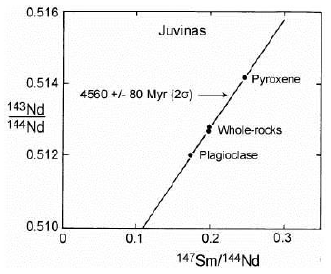 0.516
Juvinas
0.514
Pyroxene
4560 +/- 80 Myr (2σ)
143Nd
144Nd
Whole-rocks
0.512
Plagioclase
0.510
0
0.1
0.2
0.3
147Sm/144Nd